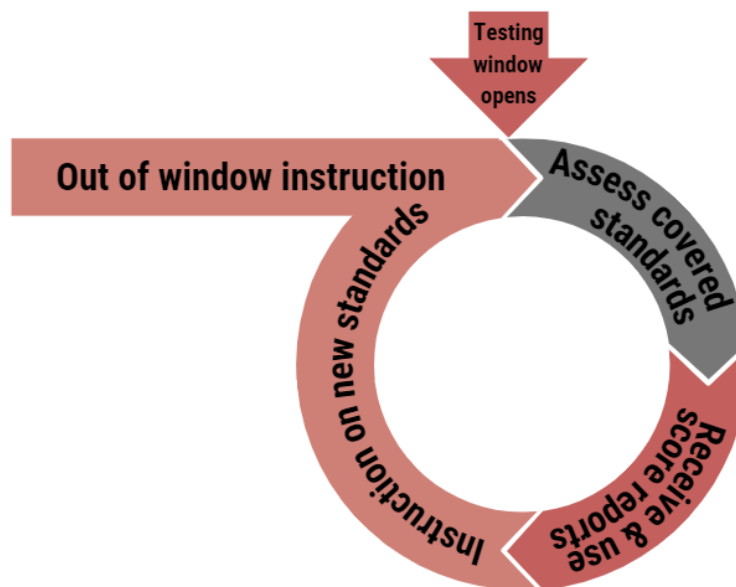 Testing
window
opens
Out of window instruction
Assess covered
standards
Receive & use
score reports
Instruction on new standards